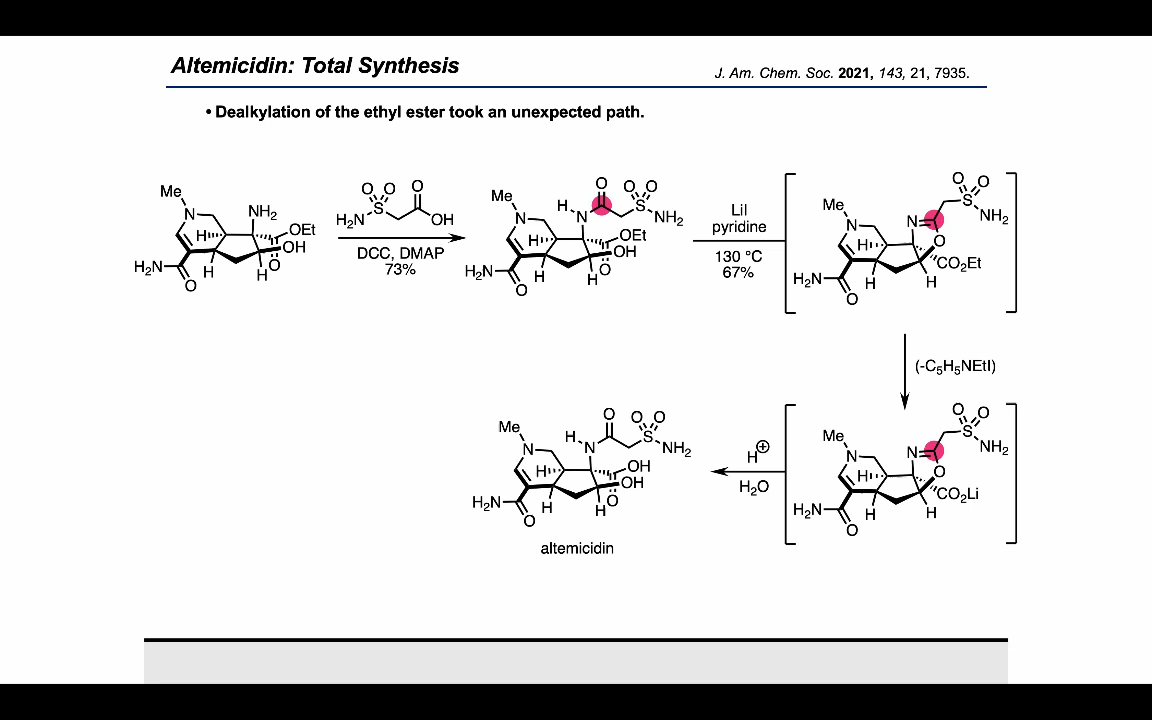 Altemicidin: Total Synthesis
J. Am. Chem. Soc. 2021, 143, 21, 7935.
• Dealkylation of the ethyl ester took an unexpected path.
Me
N
NH2
H
OEt
OH
H2N
O
H
H
O
O O O
S
H2N
OH
DCC, DMAP
73%
Me
N
H
N
O
O O
S
NH2
H
OEt
OH
H2N
O
H
H
O
LiI
pyridine
130 °C
67%
O O
S
NH2
Me
N
N
O
H
CO2Et
H2N
O
H
H
(-C5H5NEtI)
O O
S
NH2
Me
N
N
O
H
CO2Li
H2N
O
H
H
H⊕
H2O
Me
N
H
N
O
O O
S
NH2
H
OH
OH
H2N
O
H
H
O
altemicidin